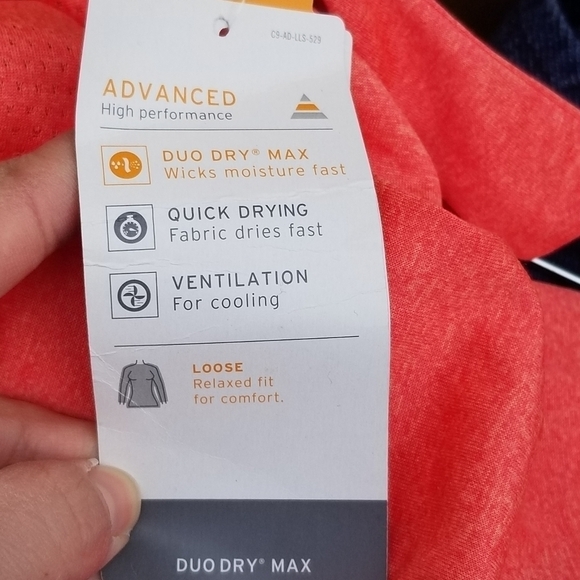 C9-AD-LLS-529
ADVANCED
High performance
DUO DRY® MAX
Wicks moisture fast
QUICK DRYING
Fabric dries fast
VENTILATION
For cooling
LOOSE
Relaxed fit
for comfort.
DUO DRY® MAX